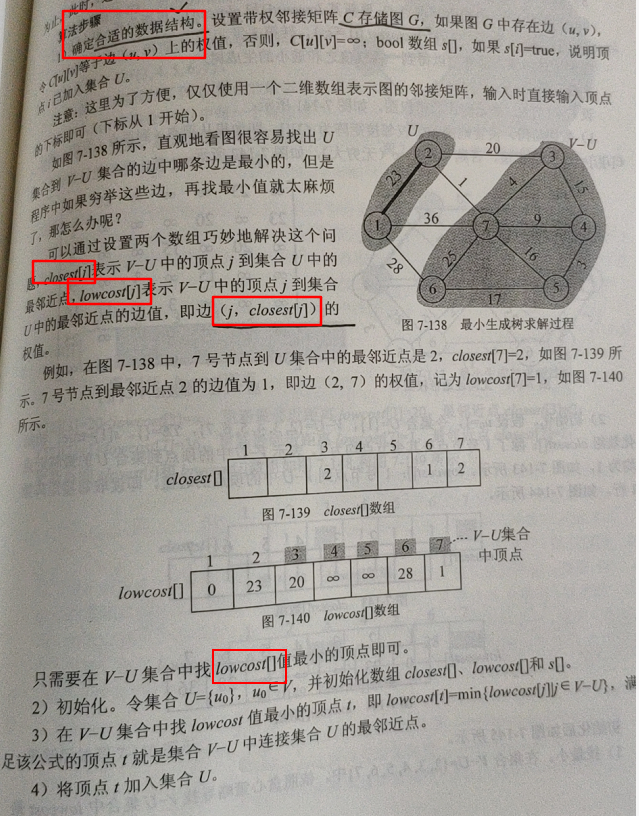 为止。此时，
算法步骤
1）确定合适的数据结构。设置带权邻接矩阵 C 存储图 G，如果图 G 中存在边（u, v），
令 C[u][v]等于边（u, v）上的权值，否则，C[u][v]=∞；bool 数组 s[]，如果 s[i]=true，说明顶
点 i 已加入集合 U。
注意：这里为了方便，仅仅使用一个二维数组表示图的邻接矩阵，输入时直接输入顶点
的下标即可（下标从 1 开始）。
如图 7-138 所示，直观地看图很容易找出 U
集合到 V−U 集合的边中哪条边是最小的，但是
程序中如果穷举这些边，再找最小值就太麻烦
了，那怎么办呢？
可以通过设置两个数组巧妙地解决这个问
题，closest[j]表示 V−U 中的顶点 j 到集合 U 中的
最邻近点，lowcost[j]表示 V−U 中的顶点 j 到集合
U 中的最邻近点的边值，即边（j，closest[j]）的
权值。
U
V−U
2
20
3
23
1
4
15
1
36
7
9
4
28
25
16
3
6
17
5
图 7-138 最小生成树求解过程
例如，在图 7-138 中，7 号节点到 U 集合中的最邻近点是 2，closest[7]=2，如图 7-139 所
示。7 号节点到最邻近点 2 的边值为 1，即边（2, 7）的权值，记为 lowcost[7]=1，如图 7-140
所示。
1 2 3 4 5 6 7
closest[] 2 1 2
图 7-139 closest[]数组
1 2 3 4 5 6 7 V−U集合
中顶点
lowcost[] 0 23 20 ∞ ∞ 28 1
图 7-140 lowcost[]数组
只需要在 V−U 集合中找 lowcost[]值最小的顶点即可。
2）初始化。令集合 U={u0}，u0∈V，并初始化数组 closest[]、lowcost[]和 s[]。
3）在 V−U 集合中找 lowcost 值最小的顶点 t，即 lowcost[t]=min{lowcost[j]|j∈V−U}，满
足该公式的顶点 t 就是集合 V−U 中连接集合 U 的最邻近点。
4）将顶点 t 加入集合 U。